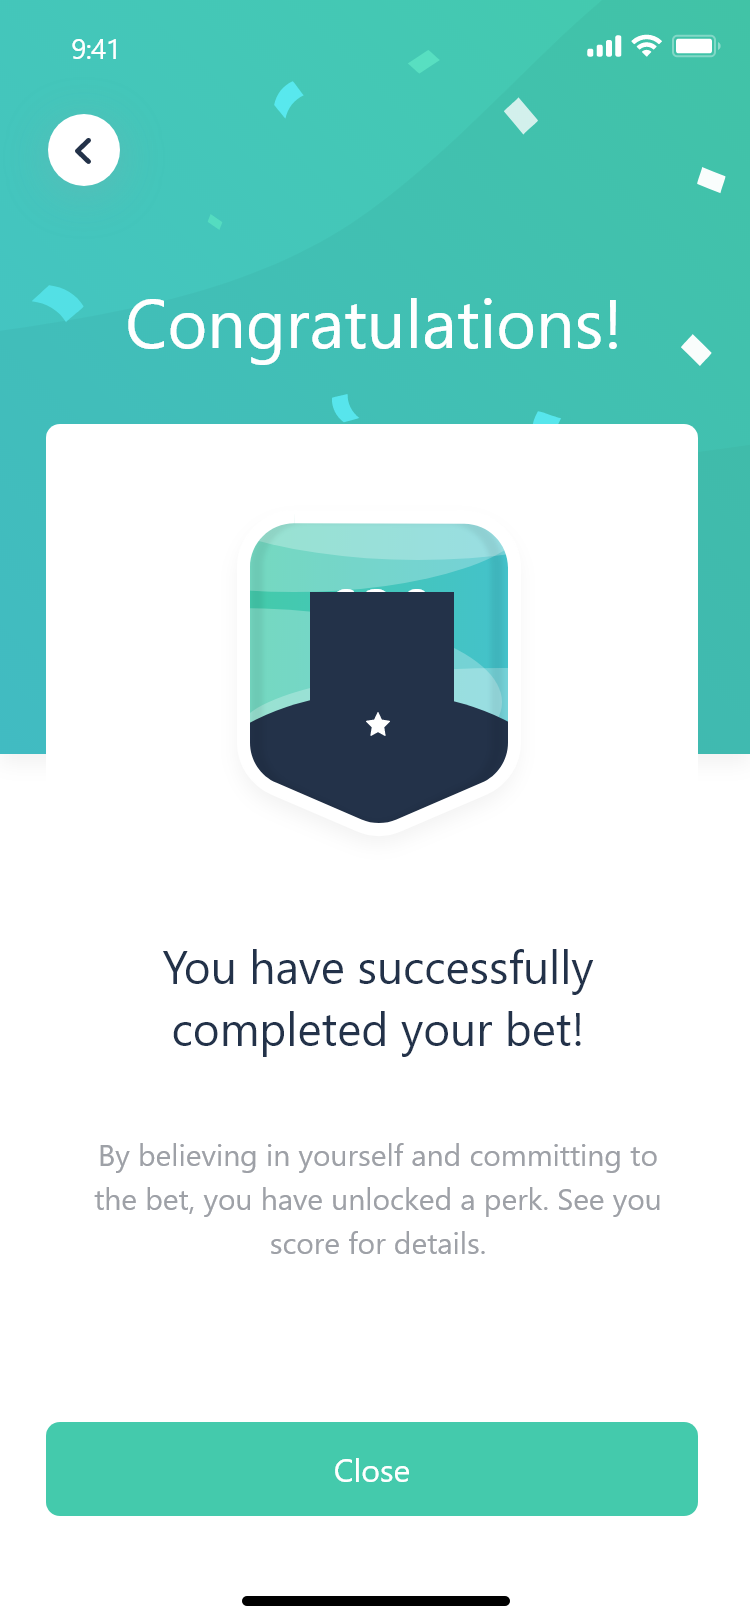 9:41
Congratulations!
You have successfully
completed your bet!
By believing in yourself and committing to
the bet, you have unlocked a perk. See you
score for details.
Close